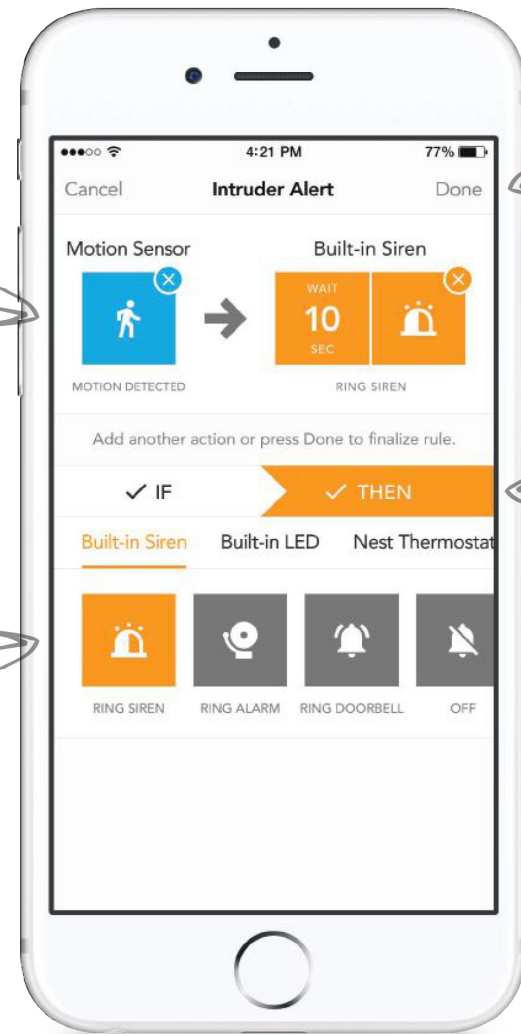 4:21 PM 77%
Cancel Intruder Alert Done
Motion Sensor Built-in Siren
WAIT
10
SEC
MOTION DETECTED RING SIREN
Add another action or press Done to finalize rule.
IF THEN
Built-in Siren Built-in LED Nest Thermostat
RING SIREN RING ALARM RING DOORBELL OFF